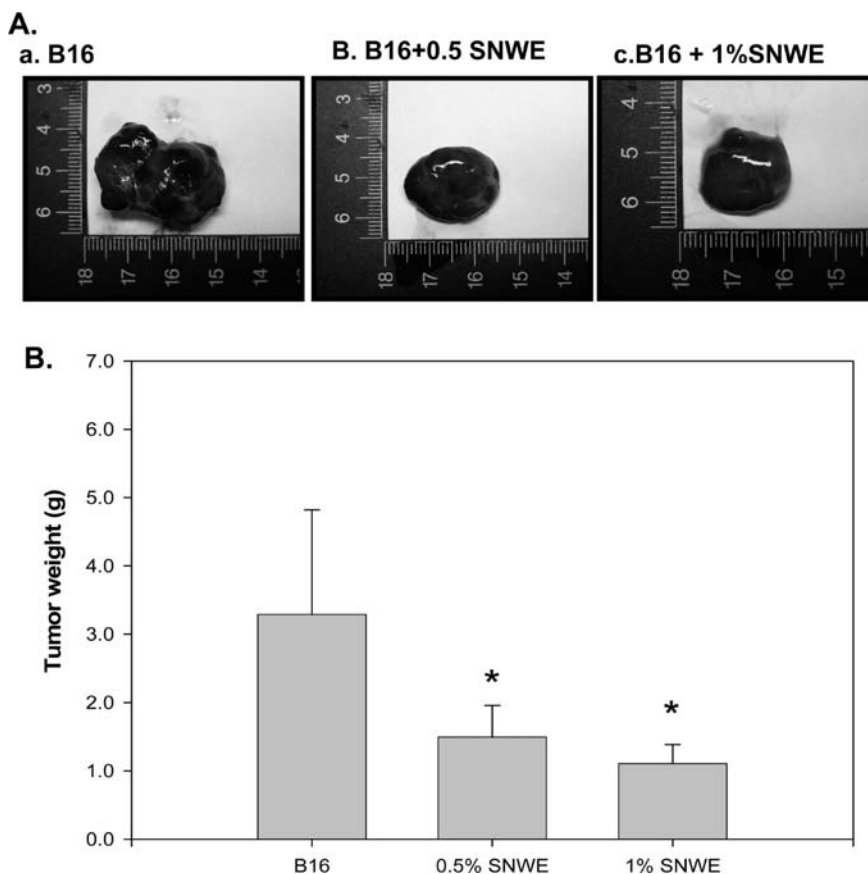 A.
a. B16
B. B16+0.5 SNWE
c.B16 + 1%SNWE
3
4
5
6
18 17 16 15 14 13
3
4
5
6
18 17 16 15 14
4
5
6
18 17 16 15
B.
Tumor weight (g)
7.0
6.0
5.0
4.0
3.0
2.0
1.0
0.0
*
*
B16 0.5% SNWE 1% SNWE